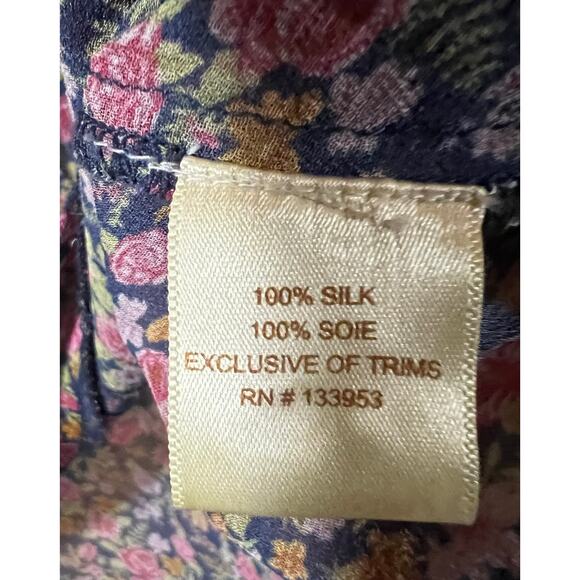 100% SILK
100% SOIE
EXCLUSIVE OF TRIMS
RN # 133953